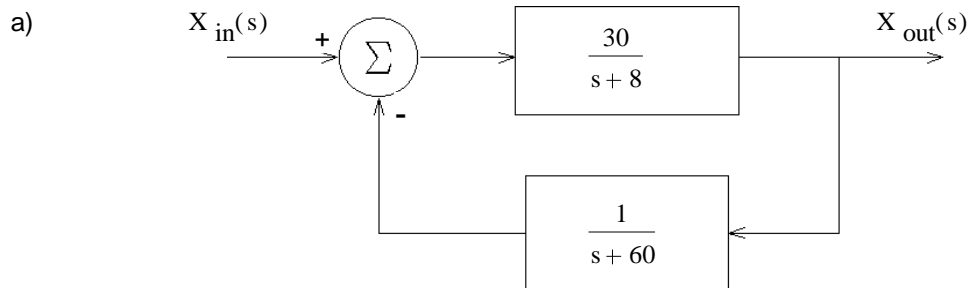 a)
X in(s)
X out(s)
+
Σ
30
s + 8
-
1
s + 60